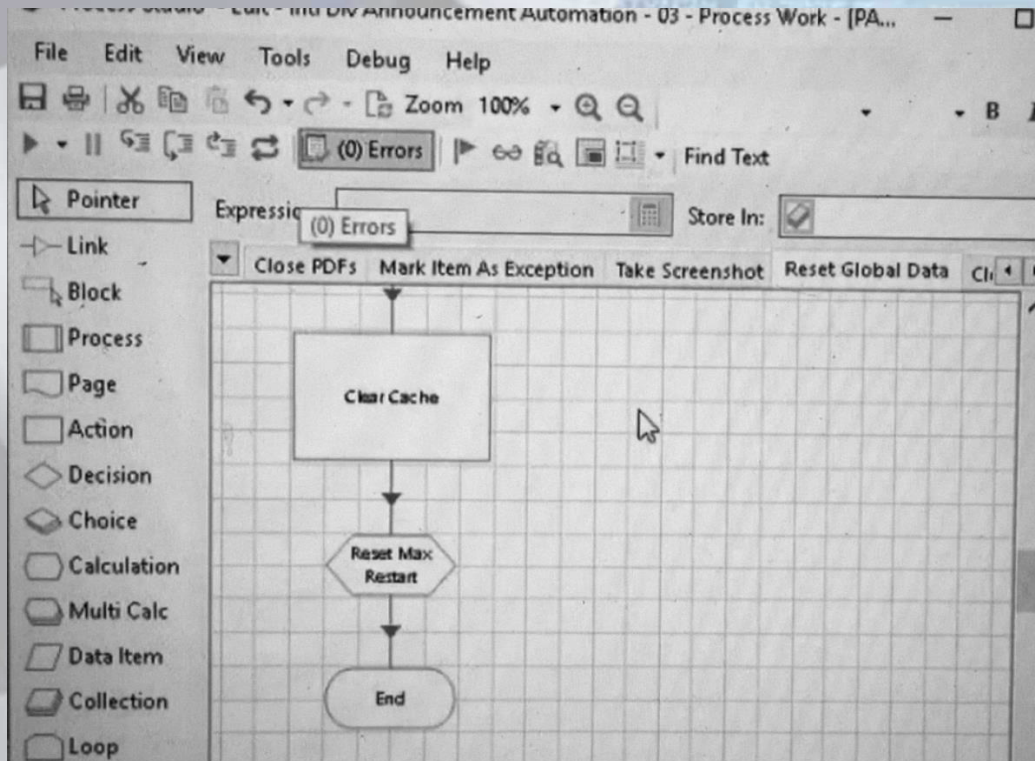 Process Studio - Edit - Intl Div Announcement Automation - 03 - Process Work - [PA...
File Edit View Tools Debug Help
Zoom 100% B
(0) Errors Find Text
Pointer
Expressio Store In:
(0) Errors
Link
Close PDFs Mark Item As Exception Take Screenshot Reset Global Data
Block
Process
Page
Clear Cache
Action
Decision
Choice
Reset Max
Restart
Calculation
Multi Calc
Data Item
End
Collection
Loop